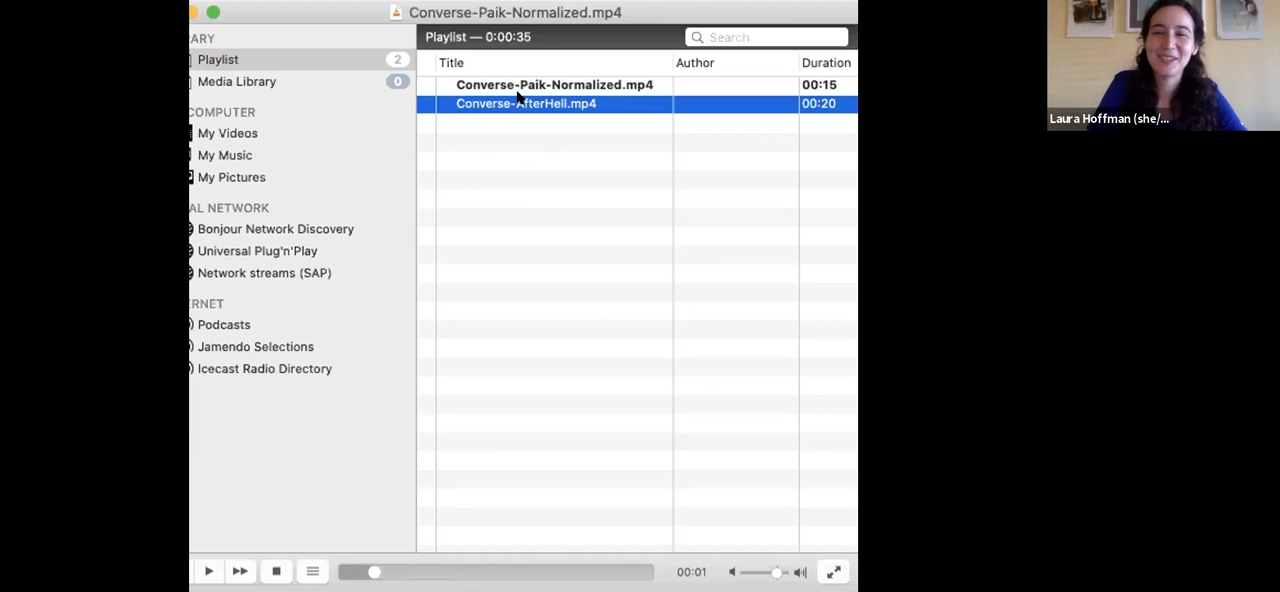 Converse-Paik-Normalized.mp4
ARY
Playlist
2
Media Library
0
COMPUTER
My Videos
My Music
My Pictures
AL NETWORK
Bonjour Network Discovery
Universal Plug'n'Play
Network streams (SAP)
ERNET
Podcasts
Jamendo Selections
Icecast Radio Directory
Playlist — 0:00:35
Search
Title Author Duration
Converse-Paik-Normalized.mp4 00:15
Converse-AfterHell.mp4 00:20
00:01
Laura Hoffman (she/...